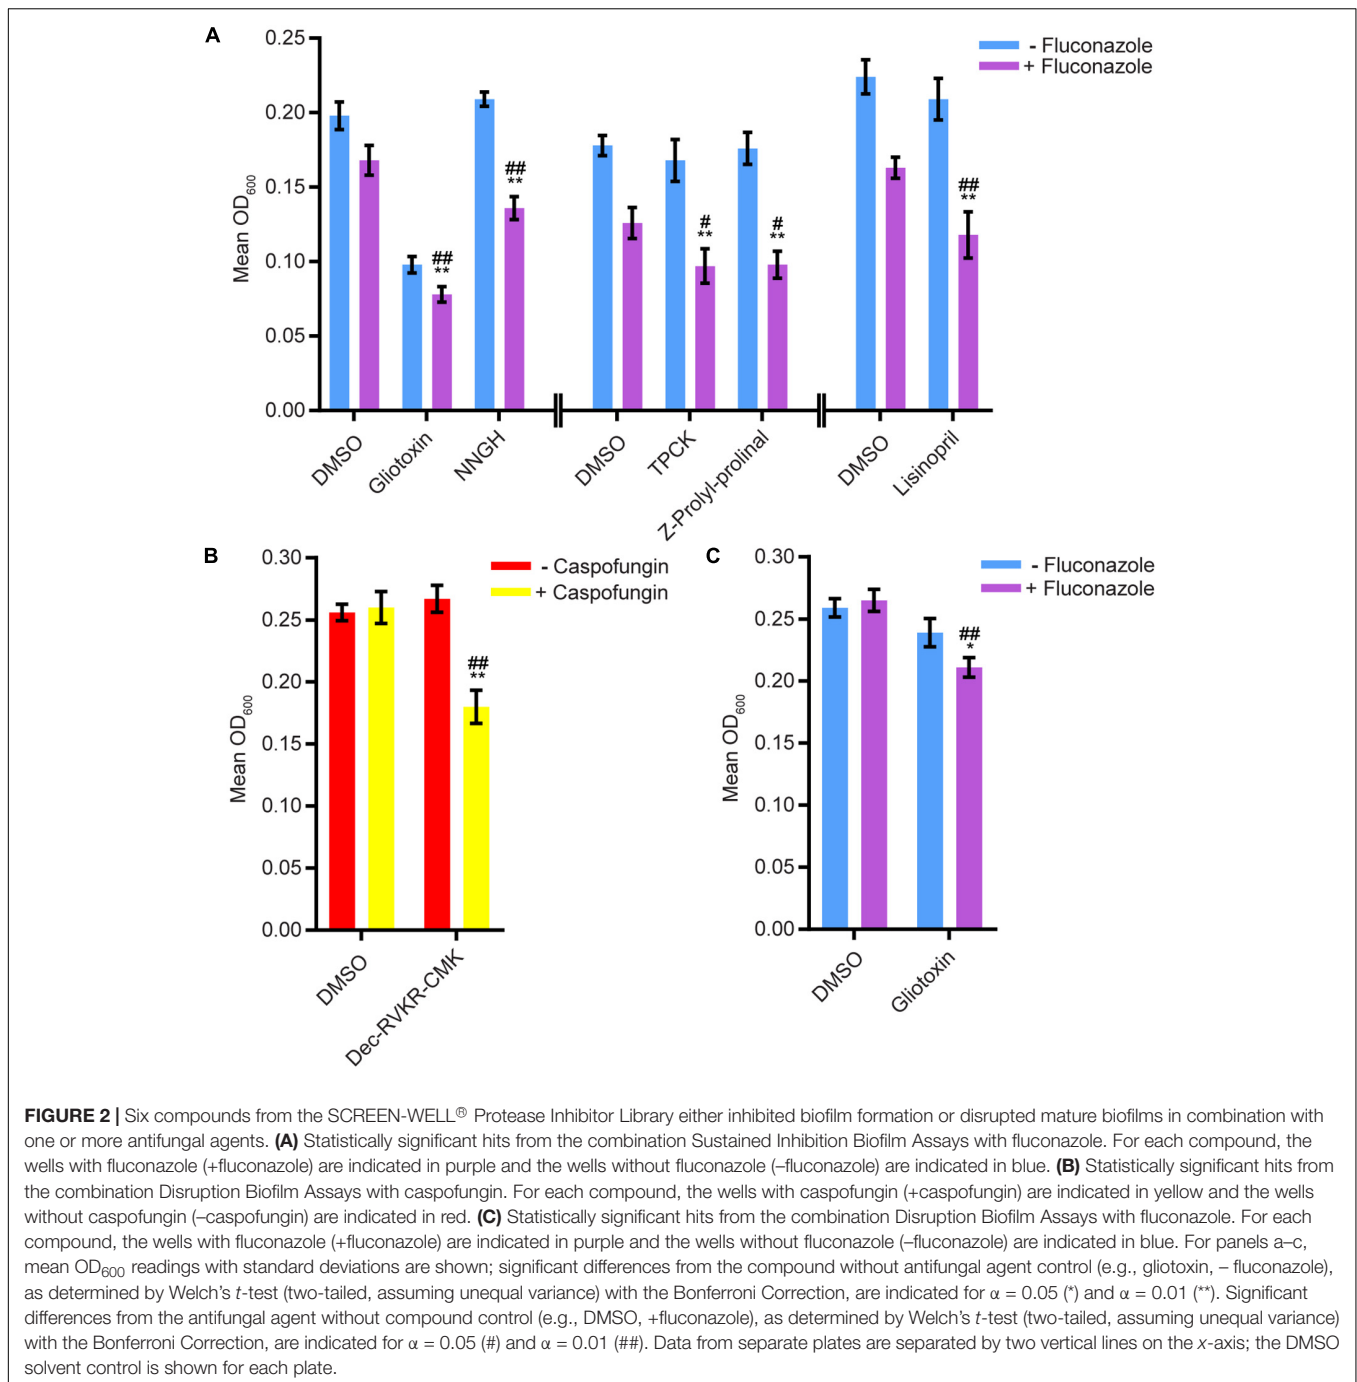 A
0.25
0.20
0.15
0.10
0.05
0.00
Mean OD600
- Fluconazole
+ Fluconazole
##
**
##
**
#
**
#
**
##
**
DMSO
Gliotoxin
NNGH
DMSO
TPCK
Z-Prolyl-prolinal
DMSO
Lisinopril
B
0.30
0.25
0.20
0.15
0.10
0.05
0.00
Mean OD600
- Caspofungin
+ Caspofungin
##
**
DMSO
Dec-RVKR-CMK
C
0.30
0.25
0.20
0.15
0.10
0.05
0.00
Mean OD600
- Fluconazole
+ Fluconazole
##
*
DMSO
Gliotoxin
FIGURE 2 | Six compounds from the SCREEN-WELL® Protease Inhibitor Library either inhibited biofilm formation or disrupted mature biofilms in combination with
one or more antifungal agents. (A) Statistically significant hits from the combination Sustained Inhibition Biofilm Assays with fluconazole. For each compound, the
wells with fluconazole (+fluconazole) are indicated in purple and the wells without fluconazole (–fluconazole) are indicated in blue. (B) Statistically significant hits from
the combination Disruption Biofilm Assays with caspofungin. For each compound, the wells with caspofungin (+caspofungin) are indicated in yellow and the wells
without caspofungin (–caspofungin) are indicated in red. (C) Statistically significant hits from the combination Disruption Biofilm Assays with fluconazole. For each
compound, the wells with fluconazole (+fluconazole) are indicated in purple and the wells without fluconazole (–fluconazole) are indicated in blue. For panels a–c,
mean OD600 readings with standard deviations are shown; significant differences from the compound without antifungal agent control (e.g., gliotoxin, – fluconazole),
as determined by Welch's t-test (two-tailed, assuming unequal variance) with the Bonferroni Correction, are indicated for α = 0.05 (*) and α = 0.01 (**). Significant
differences from the antifungal agent without compound control (e.g., DMSO, +fluconazole), as determined by Welch's t-test (two-tailed, assuming unequal variance)
with the Bonferroni Correction, are indicated for α = 0.05 (#) and α = 0.01 (##). Data from separate plates are separated by two vertical lines on the x-axis; the DMSO
solvent control is shown for each plate.